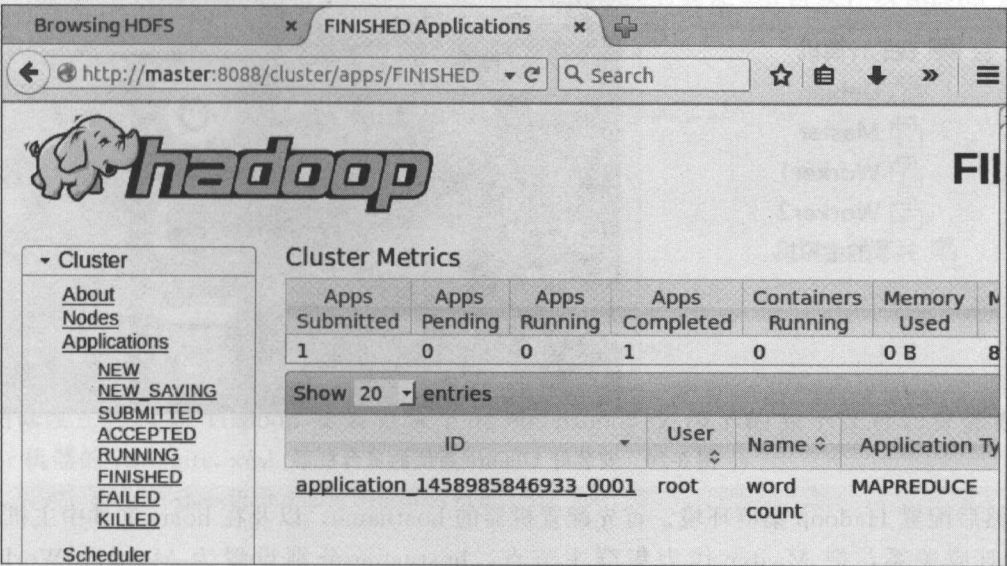 Browsing HDFS
FINISHED Applications
http://master:8088/cluster/apps/FINISHED
Search
hadoop
FII
Cluster
About
Nodes
Applications
NEW
NEW_SAVING
SUBMITTED
ACCEPTED
RUNNING
FINISHED
FAILED
KILLED
Scheduler
Cluster Metrics
Apps Submitted Apps Pending Apps Running Apps Completed Containers Running Memory Used M
1 0 0 1 0 0 B 8
Show 20 entries
ID User Name Application Ty
application_1458985846933_0001 root word count MAPREDUCE